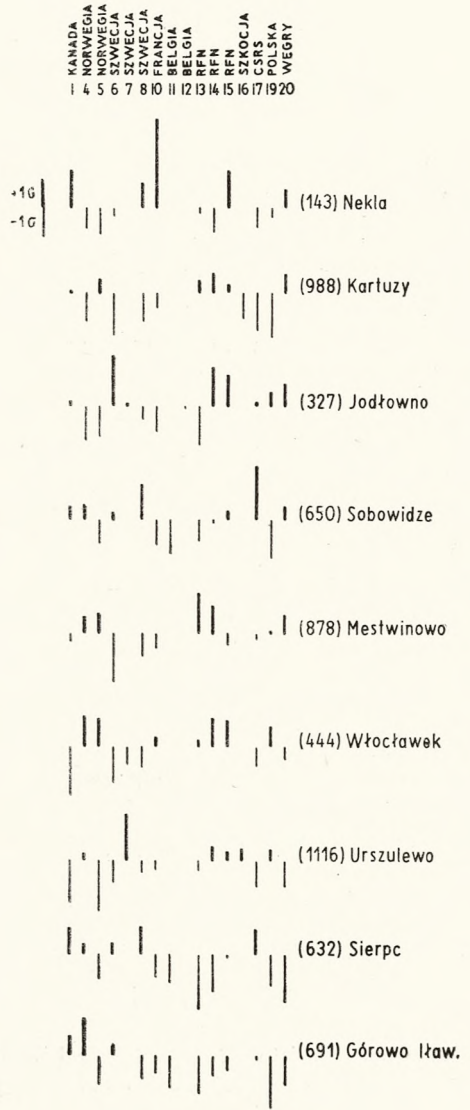 KANADA
NORWEGIA
NORWEGIA
SZWECJA
SZWECJA
SZWECJA
FRANCJA
BELGIA
BELGIA
RFN
RFN
RFN
SZKOCJA
CSRS
POLSKA
WĘGRY
1 4 5 6 7 8 10 11 12 13 14 15 16 17 19 20
+1σ
-1σ
(143) Nekla
(988) Kartuzy
(327) Jodłowno
(650) Sobowidze
(878) Mestwinowo
(444) Włocławek
(1116) Urszulewo
(632) Sierpc
(691) Górowo Iław.